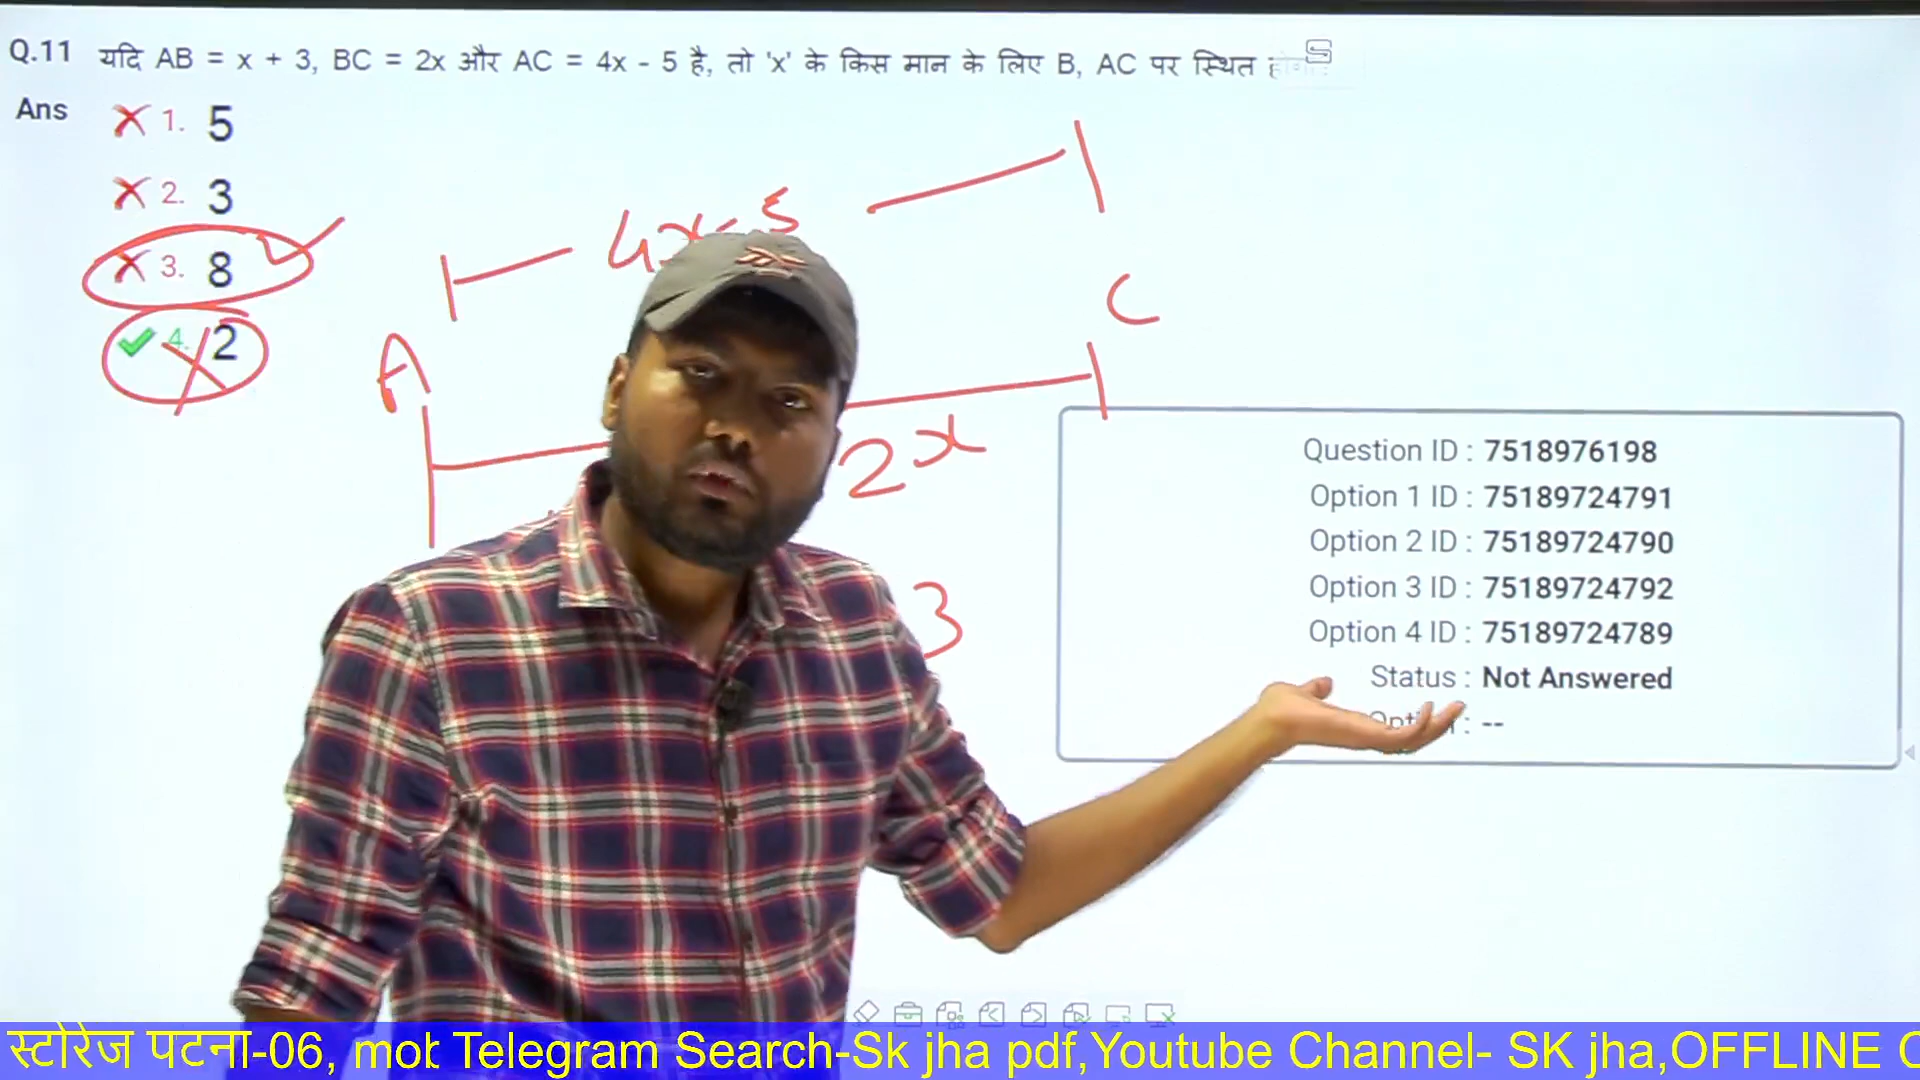 Q.11 यदि AB = x + 3, BC = 2x और AC = 4x - 5 है, तो 'x' के किस मान के लिए B, AC पर स्थित
Ans
1. 5
2. 3
3. 8
4. 2
4x-5
A
C
2x
3
Question ID : 7518976198
Option 1 ID : 75189724791
Option 2 ID : 75189724790
Option 3 ID : 75189724792
Option 4 ID : 75189724789
Status : Not Answered
: --
स्टोरेज पटना-06, mob Telegram Search-Sk jha pdf,Youtube Channel- SK jha,OFFLINE